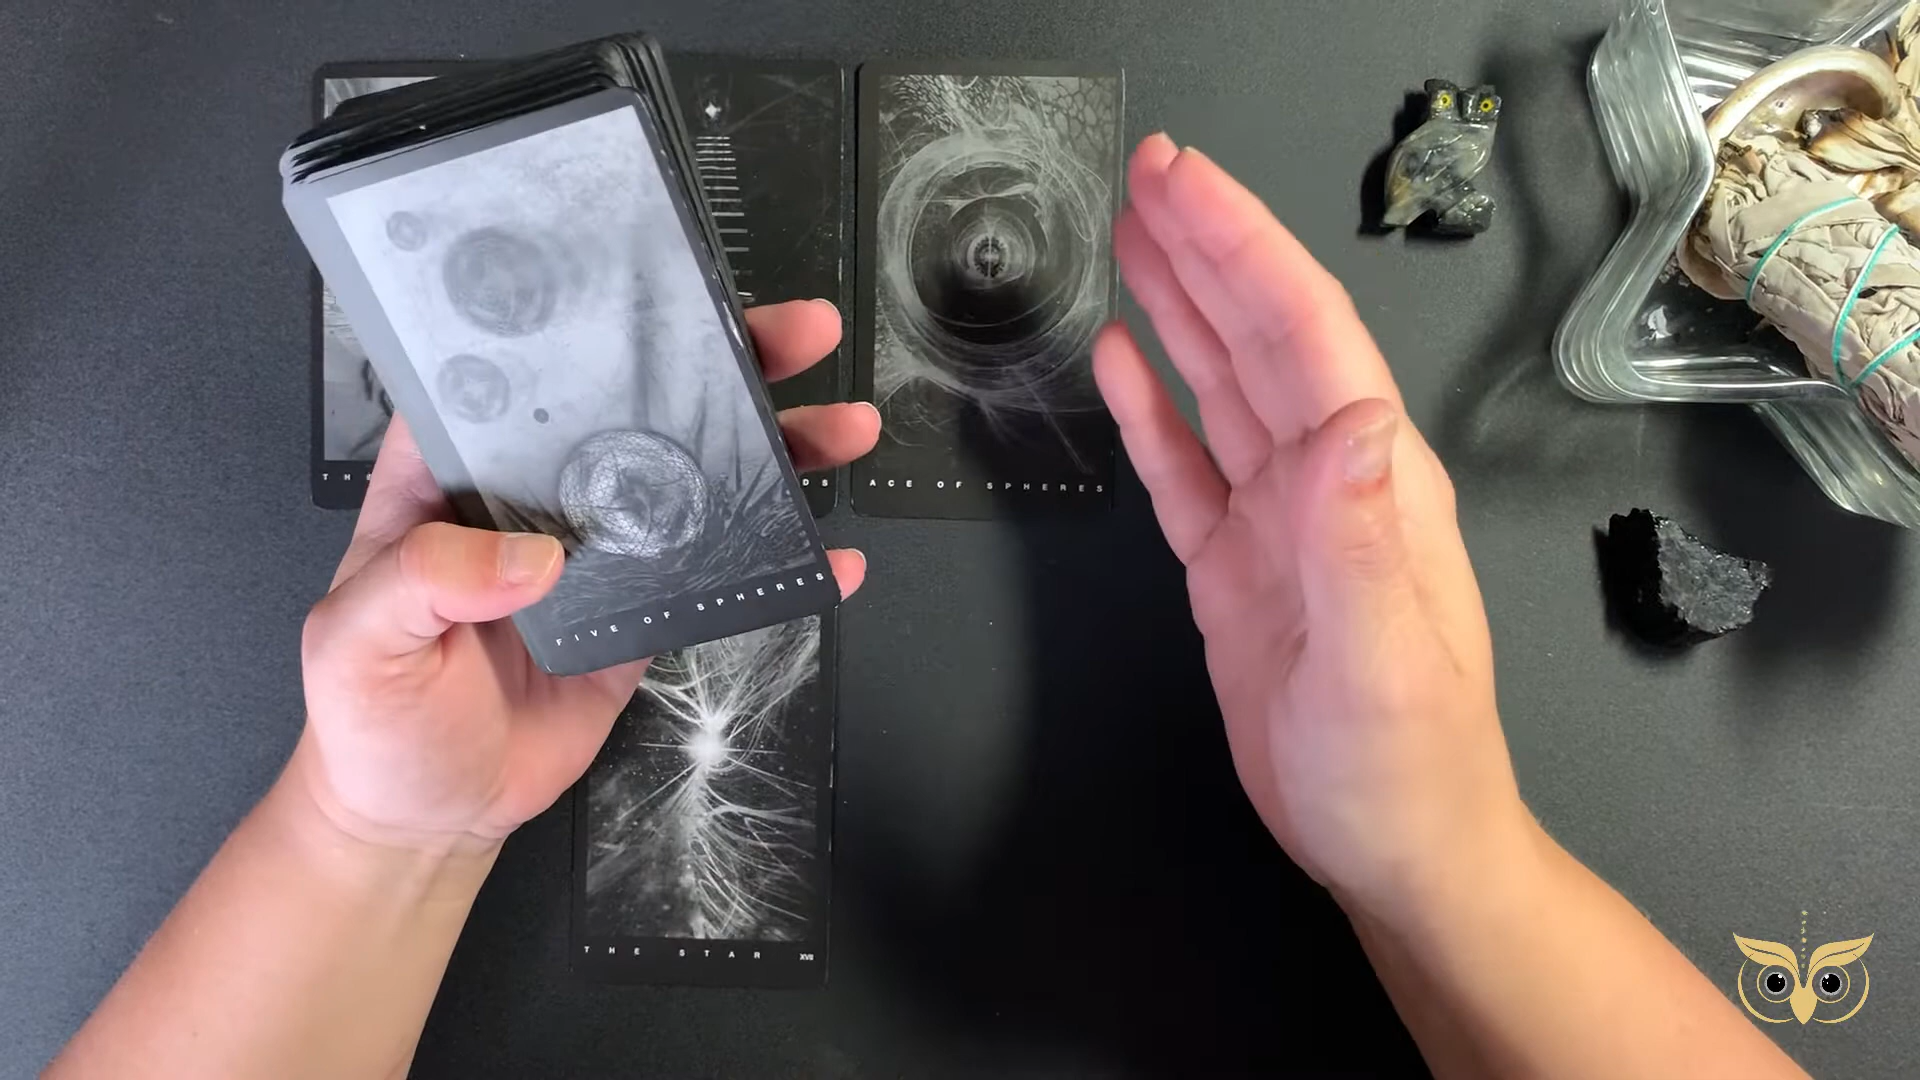 FIVE OF SPHERES
ACE OF SPHERES
THE STAR XVII